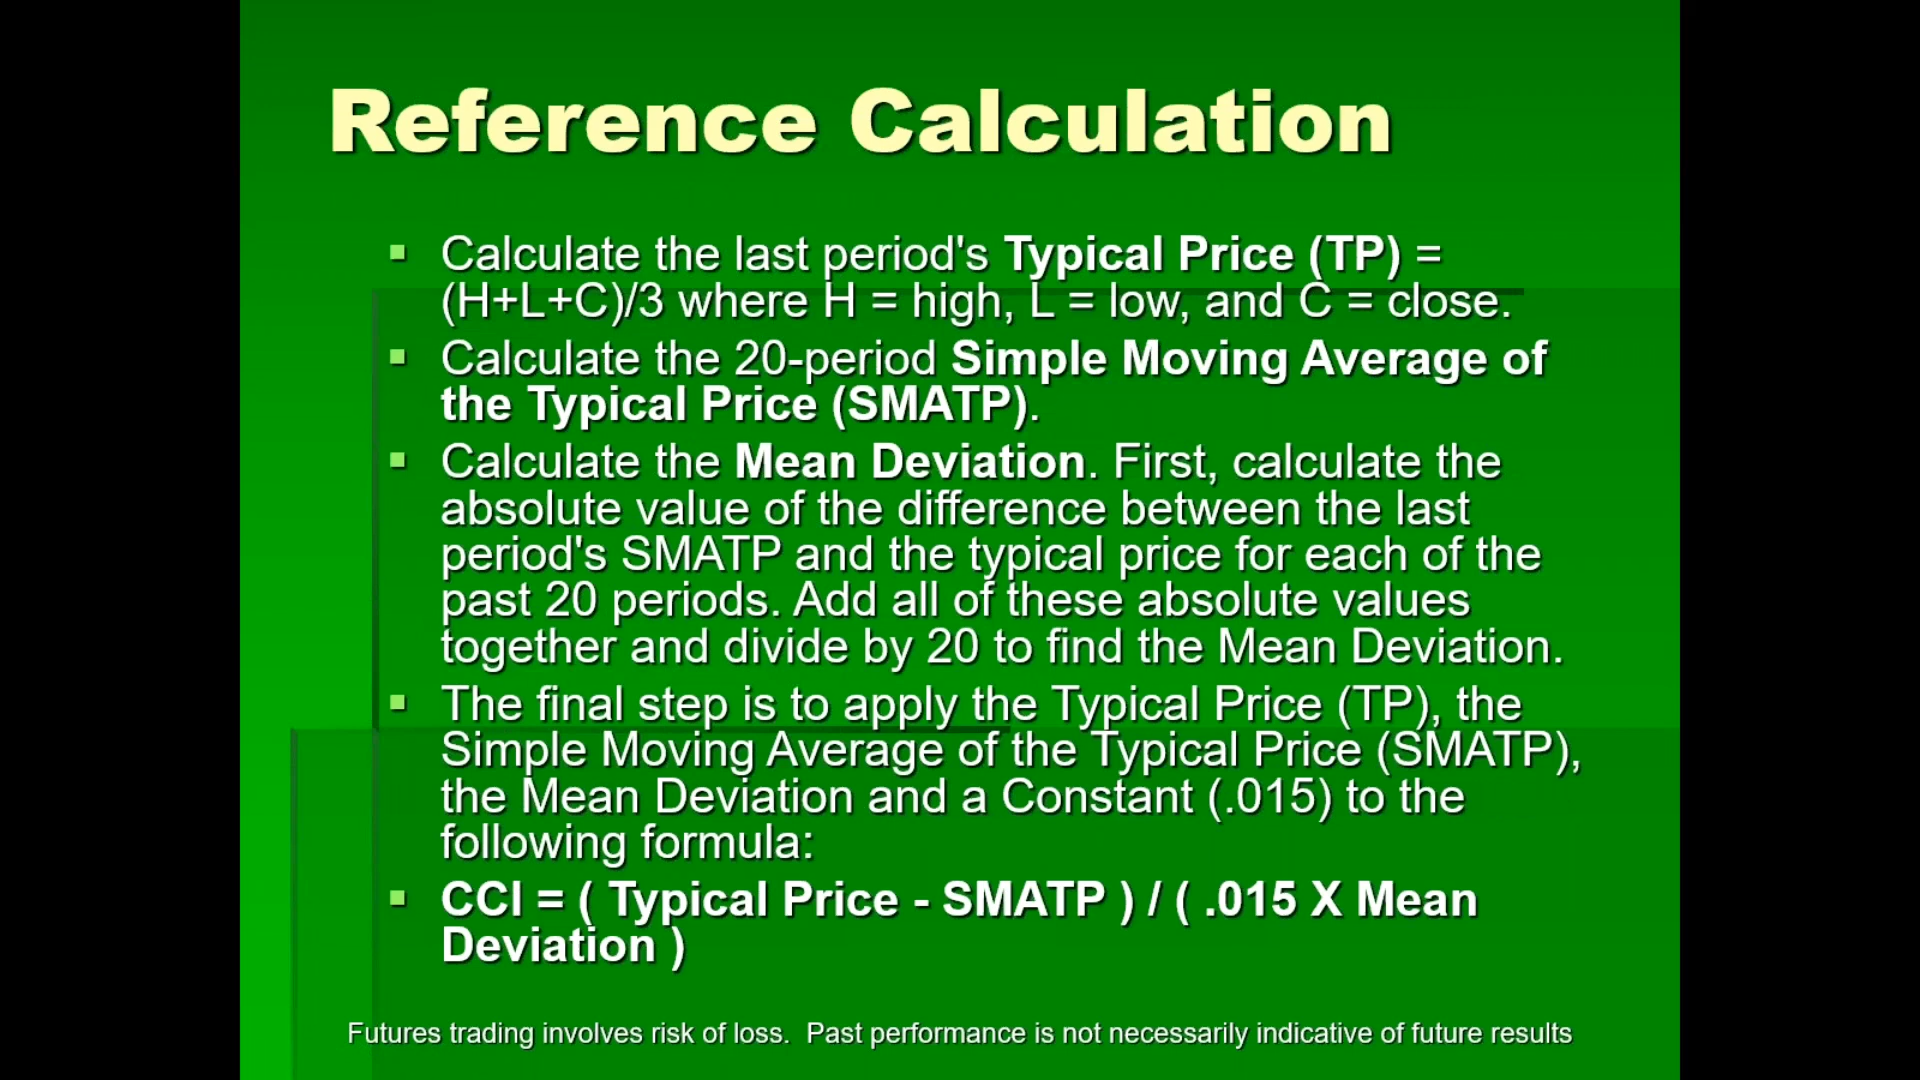 Reference Calculation
Calculate the last period's Typical Price (TP) =
(H+L+C)/3 where H = high, L = low, and C = close.
Calculate the 20-period Simple Moving Average of
the Typical Price (SMATP).
Calculate the Mean Deviation. First, calculate the
absolute value of the difference between the last
period's SMATP and the typical price for each of the
past 20 periods. Add all of these absolute values
together and divide by 20 to find the Mean Deviation.
The final step is to apply the Typical Price (TP), the
Simple Moving Average of the Typical Price (SMATP),
the Mean Deviation and a Constant (.015) to the
following formula:
CCI = ( Typical Price - SMATP ) / ( .015 X Mean
Deviation )
Futures trading involves risk of loss.  Past performance is not necessarily indicative of future results